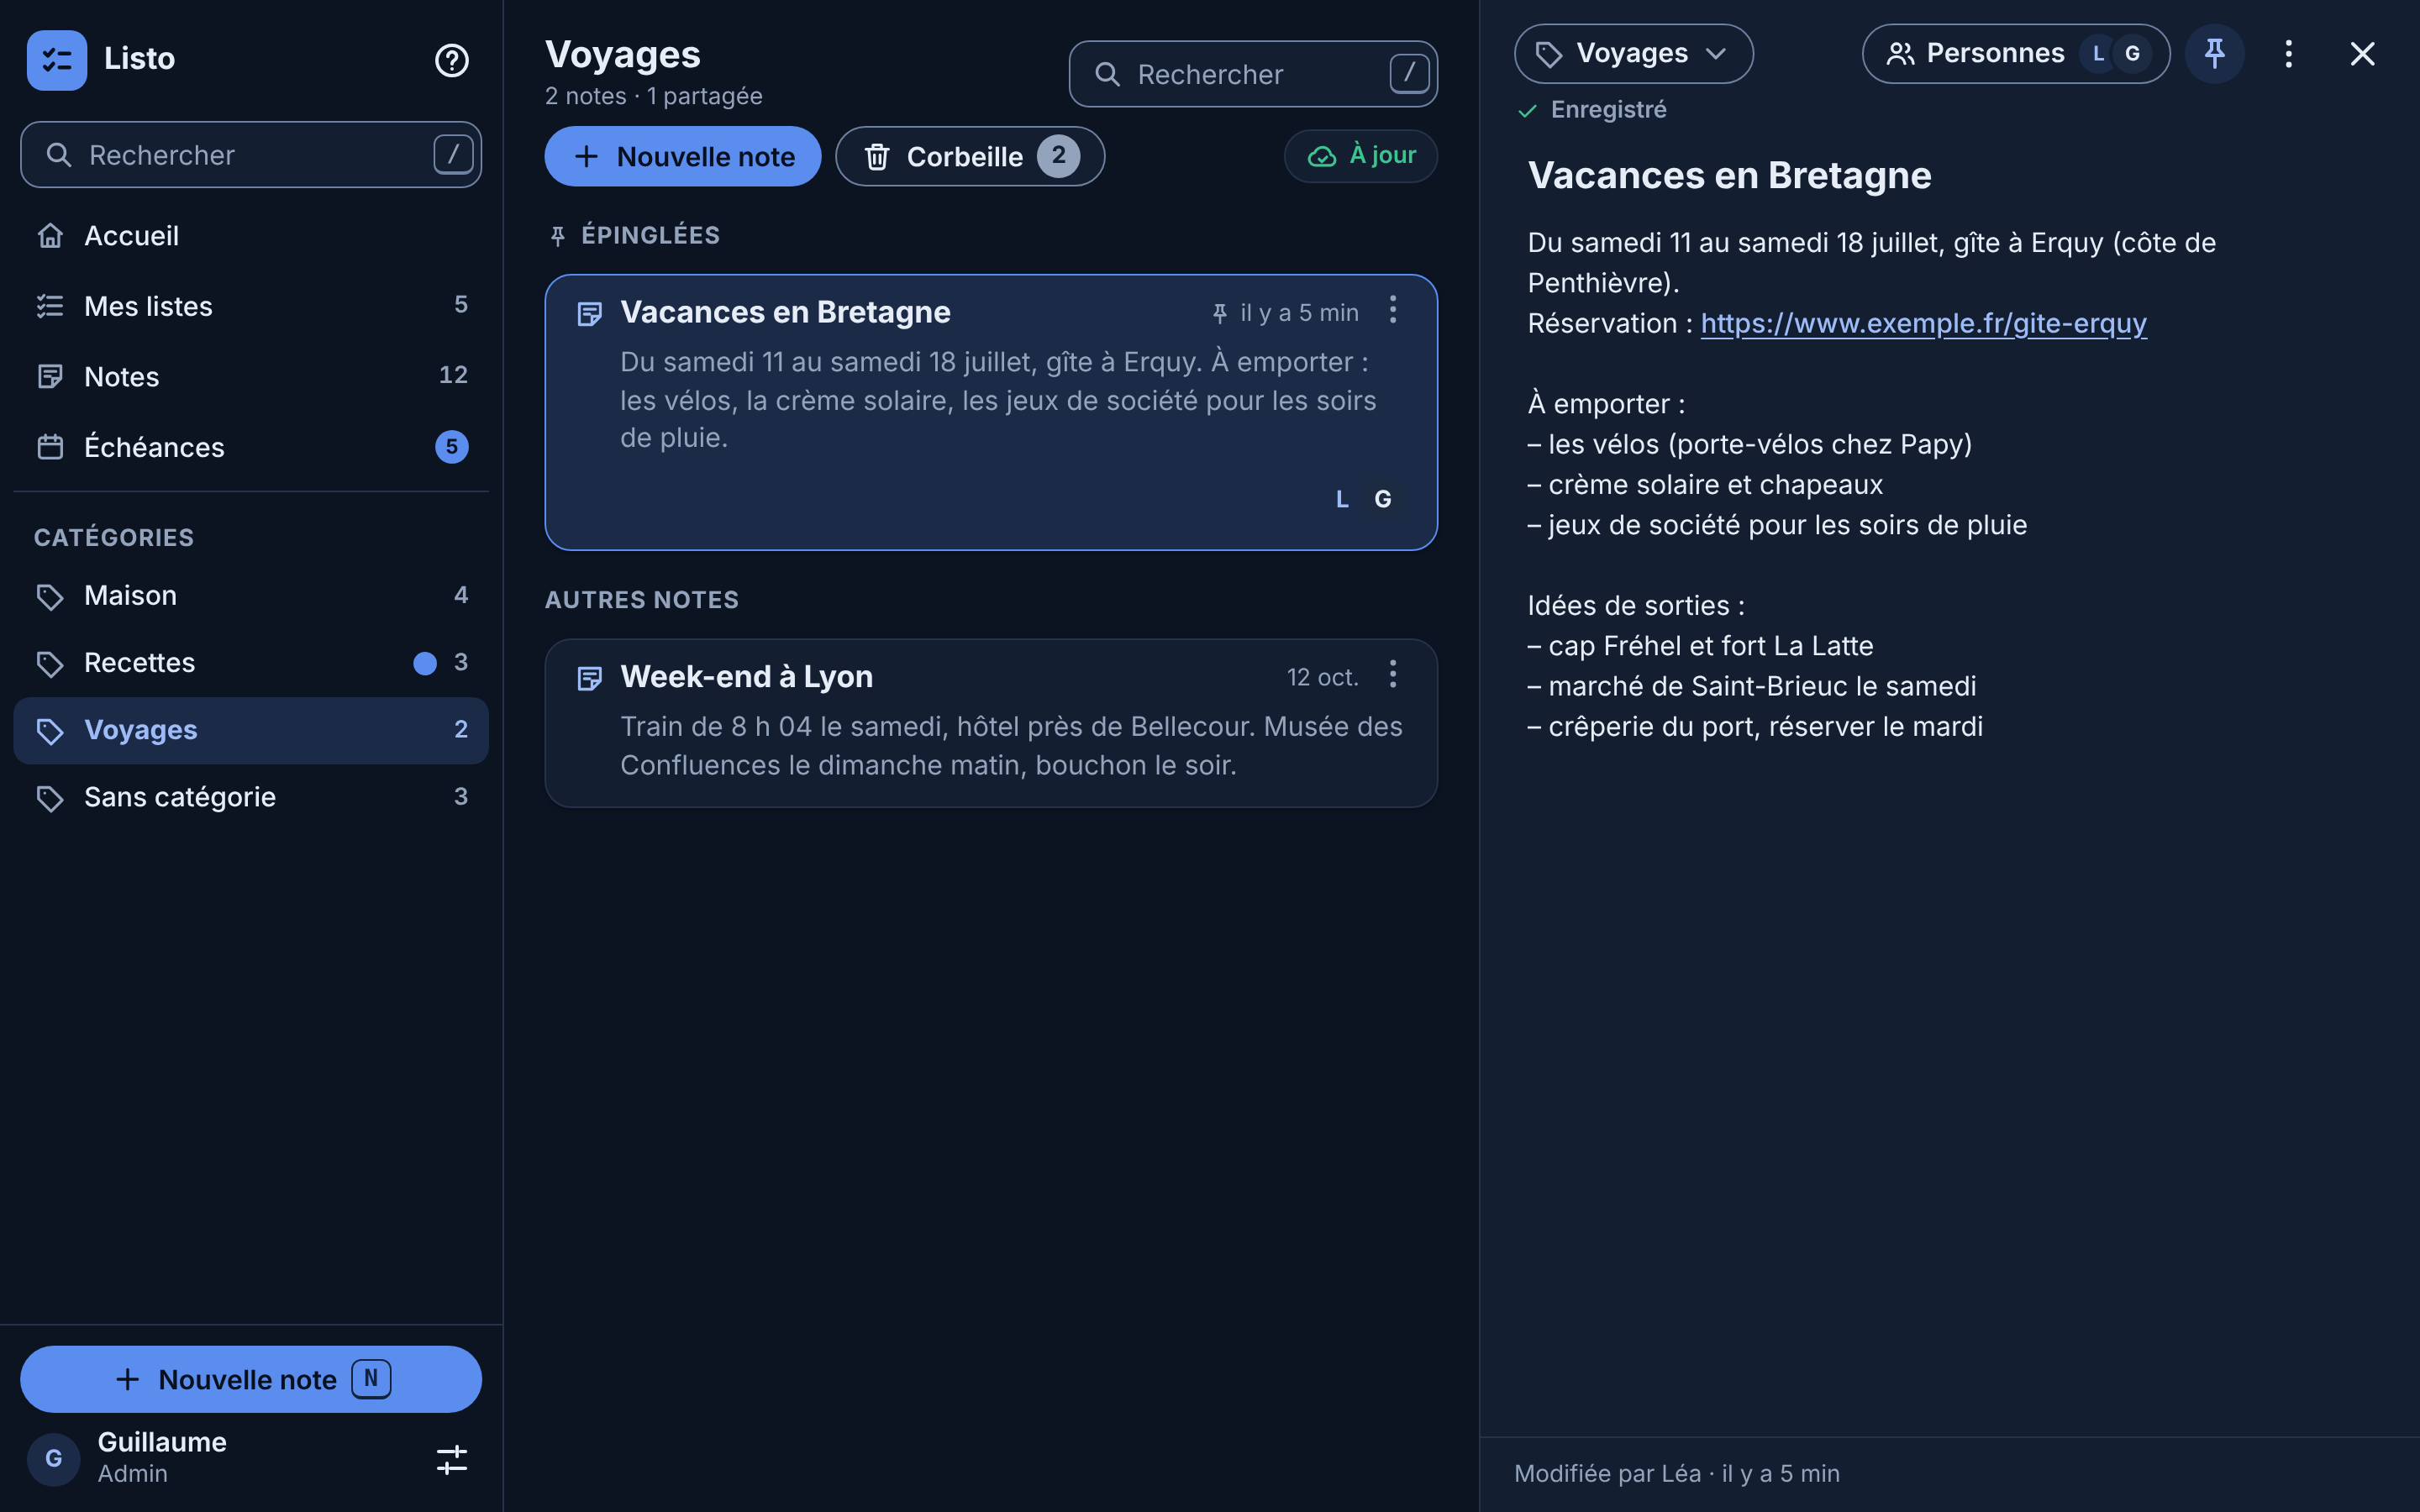 Listo
Rechercher /
Accueil
Mes listes 5
Notes 12
Échéances 5
CATÉGORIES
Maison 4
Recettes 3
Voyages 2
Sans catégorie 3
Nouvelle note N
G
Guillaume
Admin
Voyages
2 notes · 1 partagée
Rechercher /
Nouvelle note
Corbeille 2
À jour
ÉPINGLÉES
Vacances en Bretagne
il y a 5 min
Du samedi 11 au samedi 18 juillet, gîte à Erquy. À emporter :
les vélos, la crème solaire, les jeux de société pour les soirs
de pluie.
L G
AUTRES NOTES
Week-end à Lyon
12 oct.
Train de 8 h 04 le samedi, hôtel près de Bellecour. Musée des
Confluences le dimanche matin, bouchon le soir.
Voyages
Personnes L G
Enregistré
Vacances en Bretagne
Du samedi 11 au samedi 18 juillet, gîte à Erquy (côte de
Penthièvre).
Réservation : https://www.exemple.fr/gite-erquy
À emporter :
– les vélos (porte-vélos chez Papy)
– crème solaire et chapeaux
– jeux de société pour les soirs de pluie
Idées de sorties :
– cap Fréhel et fort La Latte
– marché de Saint-Brieuc le samedi
– crêperie du port, réserver le mardi
Modifiée par Léa · il y a 5 min